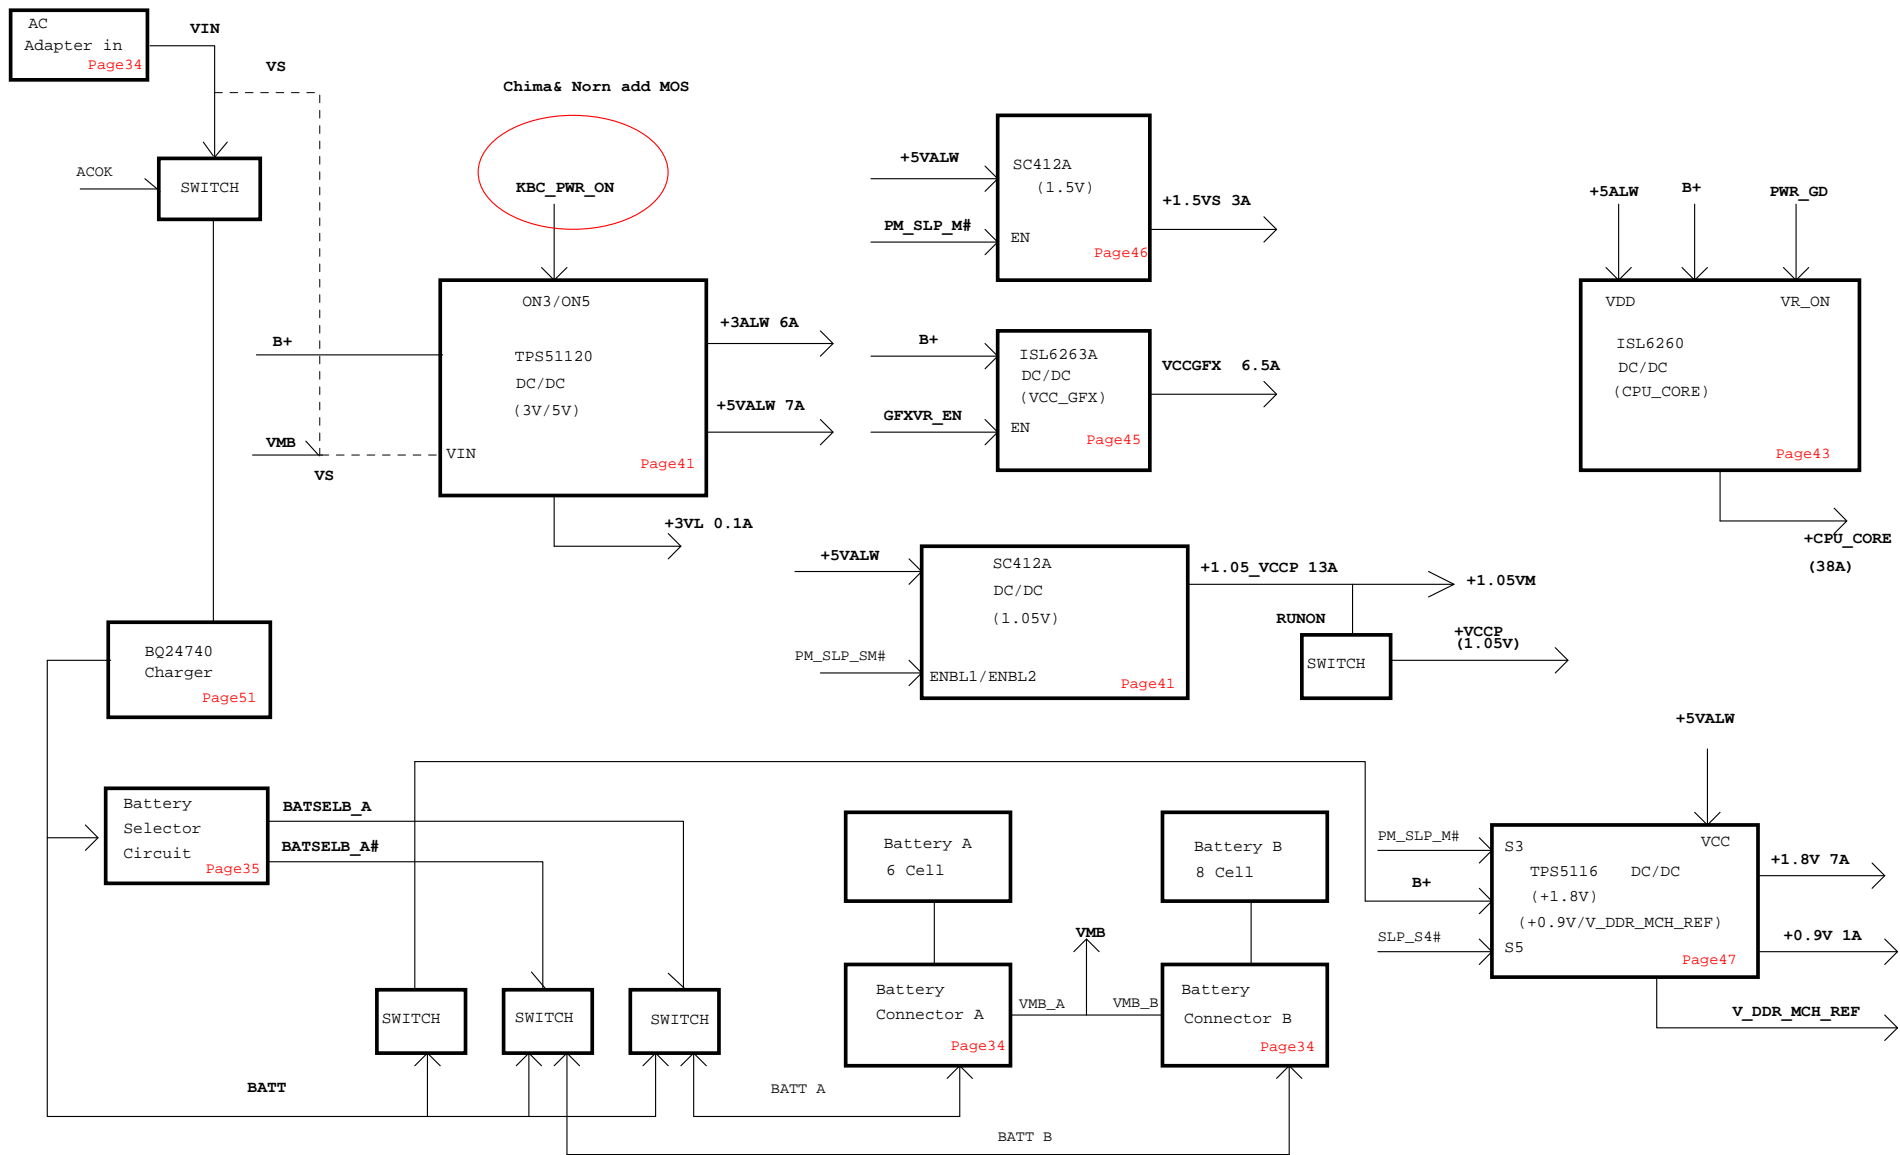 AC
Adapter in
Page34
VIN
VS
ACOK
SWITCH
Chima& Norn add MOS
KBC_PWR_ON
ON3/ON5
TPS51120
DC/DC
(3V/5V)
VIN
Page41
B+
VMB
VS
+3ALW 6A
+5VALW 7A
+3VL 0.1A
+5VALW
PM_SLP_M#
SC412A
(1.5V)
EN
Page46
+1.5VS 3A
B+
GFXVR_EN
ISL6263A
DC/DC
(VCC_GFX)
EN
Page45
VCCGFX 6.5A
+5ALW
B+
PWR_GD
VDD
VR_ON
ISL6260
DC/DC
(CPU_CORE)
Page43
+CPU_CORE
(38A)
+5VALW
PM_SLP_SM#
SC412A
DC/DC
(1.05V)
ENBL1/ENBL2
Page41
+1.05_VCCP 13A
+1.05VM
RUNON
SWITCH
+VCCP
(1.05V)
BQ24740
Charger
Page51
Battery
Selector
Circuit
Page35
BATSELB_A
BATSELB_A#
SWITCH
SWITCH
SWITCH
BATT
BATT A
BATT B
Battery A
6 Cell
Battery B
8 Cell
Battery
Connector A
Page34
VMB_A
VMB
VMB_B
Battery
Connector B
Page34
+5VALW
PM_SLP_M#
B+
SLP_S4#
VCC
S3
TPS5116 DC/DC
(+1.8V)
(+0.9V/V_DDR_MCH_REF)
S5
Page47
+1.8V 7A
+0.9V 1A
V_DDR_MCH_REF